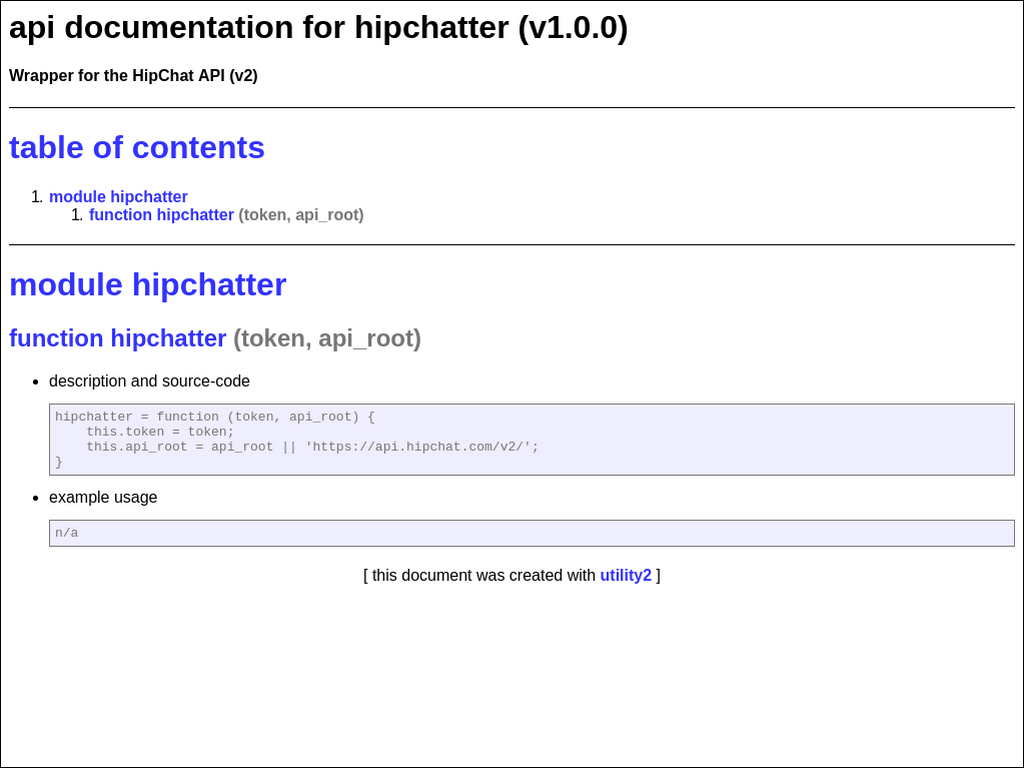 api documentation for hipchatter (v1.0.0)
Wrapper for the HipChat API (v2)
table of contents
1. module hipchatter
1. function hipchatter (token, api_root)
module hipchatter
function hipchatter (token, api_root)
• description and source-code
hipchatter = function (token, api_root) {
    this.token = token;
    this.api_root = api_root || 'https://api.hipchat.com/v2/';
}
• example usage
n/a
[ this document was created with utility2 ]